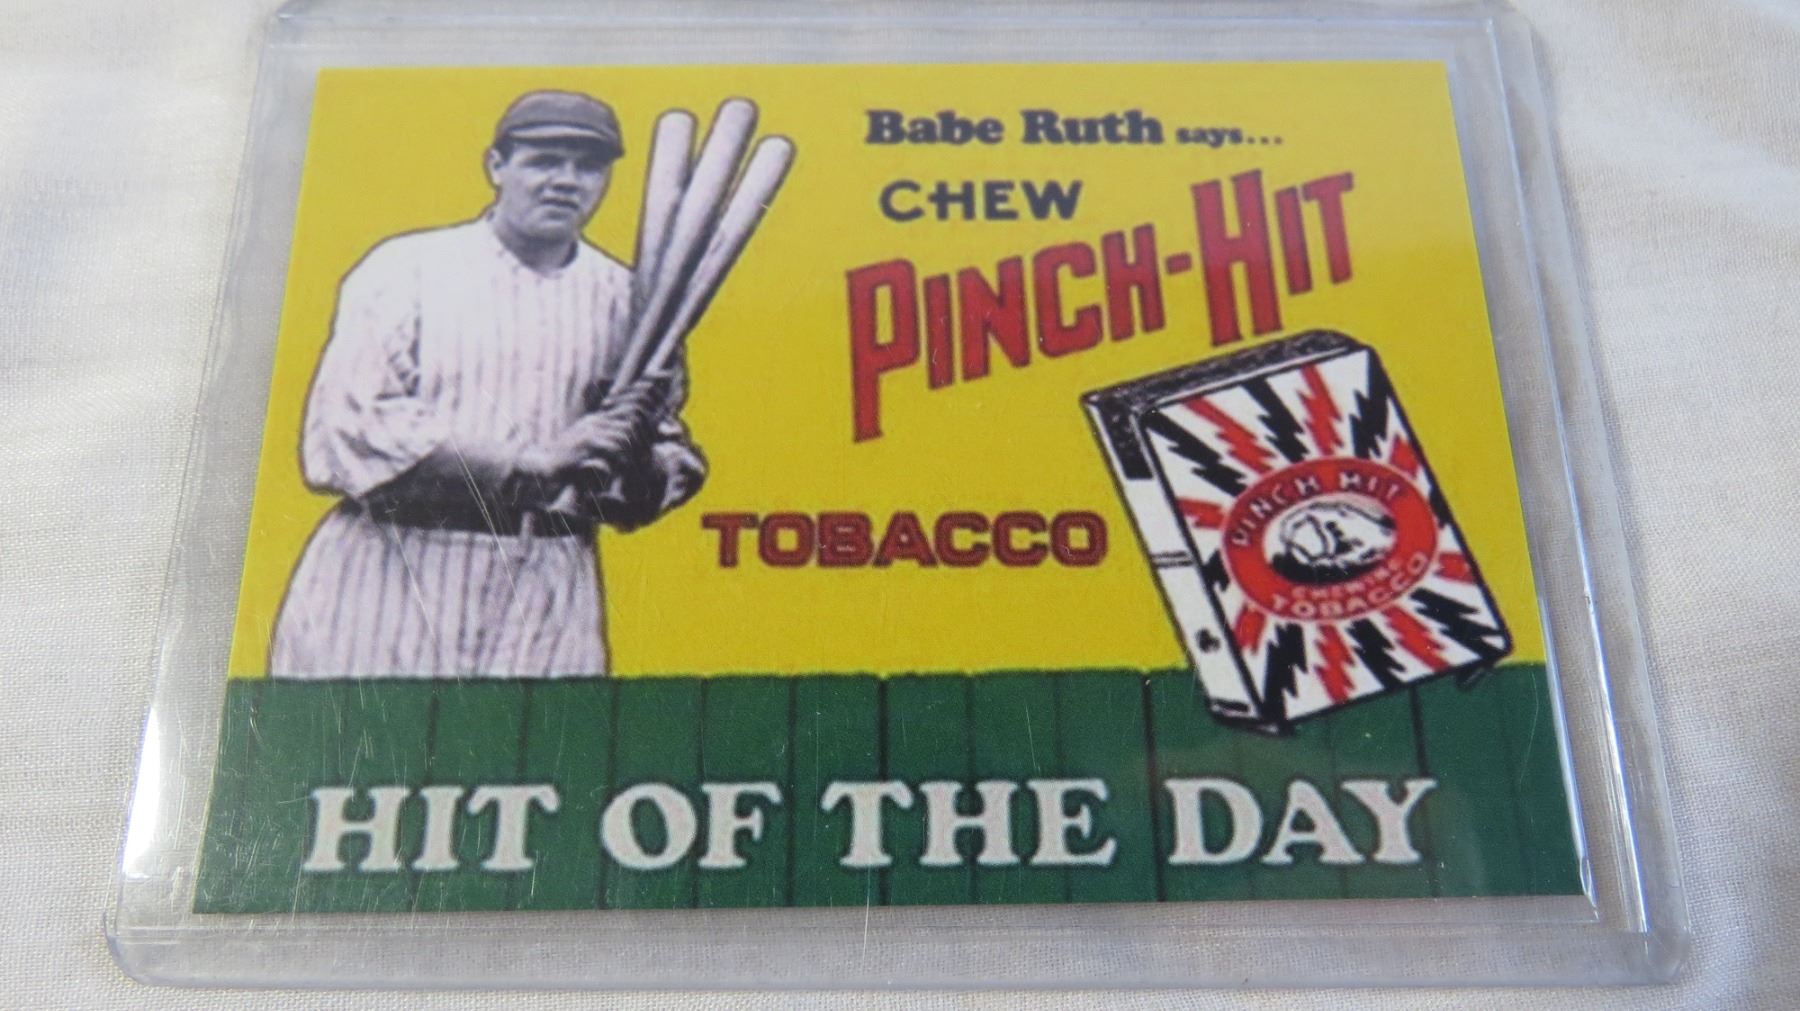 Babe Ruth says...
CHEW
PINCH-HIT
TOBACCO
PINCH HIT
CHEWING
TOBACCO
HIT OF THE DAY